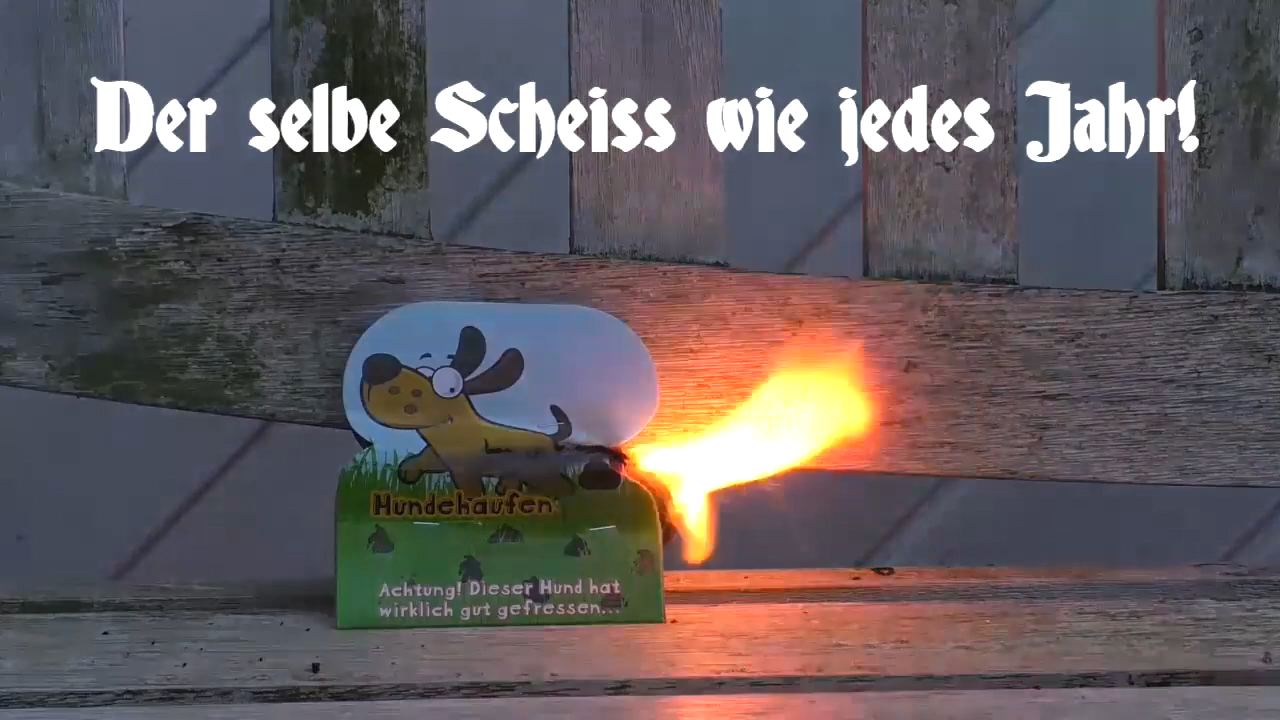 Der selbe Scheiss wie jedes Jahr!
Hundehaufen
Achtung! Dieser Hund hat
wirklich gut gefressen...